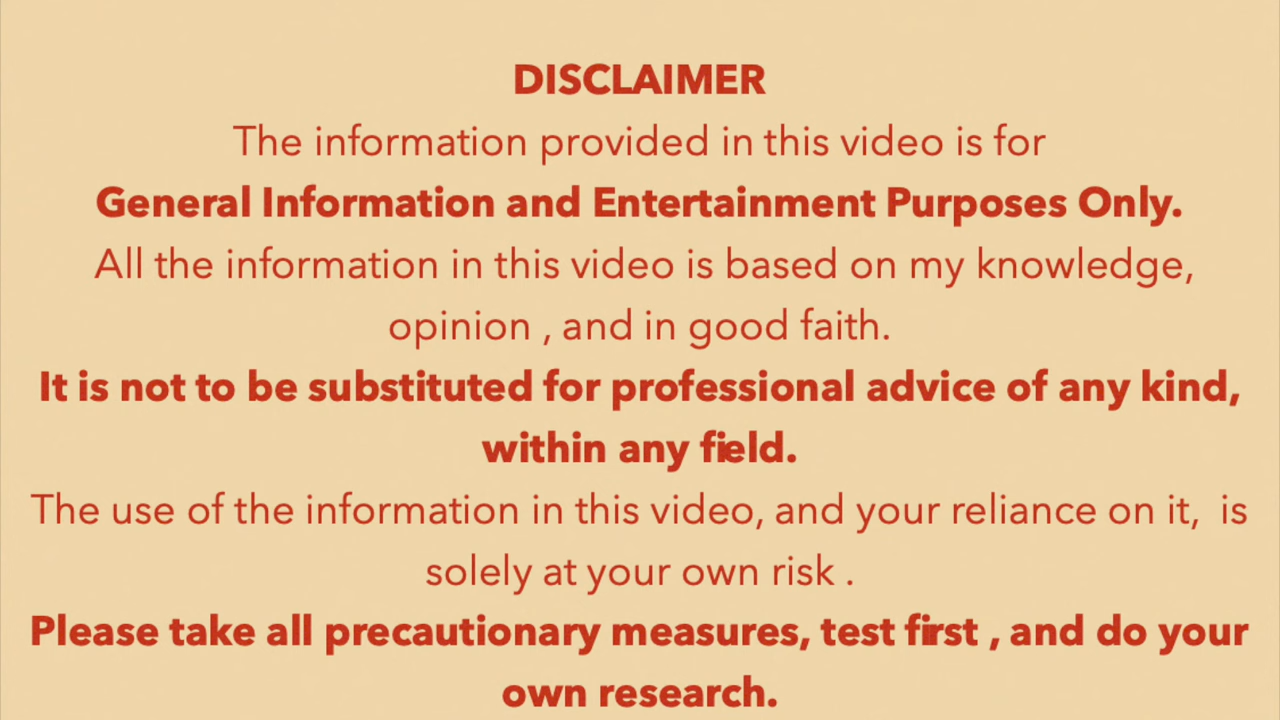 DISCLAIMER
The information provided in this video is for
General Information and Entertainment Purposes Only.
All the information in this video is based on my knowledge,
opinion , and in good faith.
It is not to be substituted for professional advice of any kind,
within any field.
The use of the information in this video, and your reliance on it,  is
solely at your own risk .
Please take all precautionary measures, test first , and do your
own research.